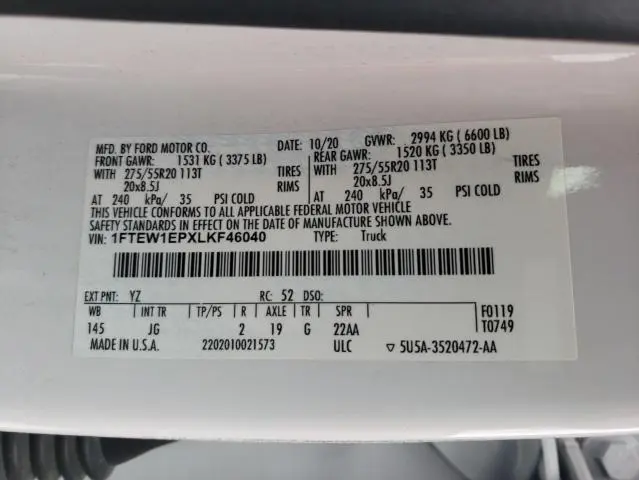 MFD. BY FORD MOTOR CO. DATE: 10/20 GVWR: 2994 KG ( 6600 LB)
FRONT GAWR: 1531 KG ( 3375 LB) REAR GAWR: 1520 KG ( 3350 LB)
WITH 275/55R20 113T TIRES WITH 275/55R20 113T TIRES
20x8.5J RIMS 20x8.5J RIMS
AT 240 kPa/ 35 PSI COLD AT 240 kPa/ 35 PSI COLD
THIS VEHICLE CONFORMS TO ALL APPLICABLE FEDERAL MOTOR VEHICLE
SAFETY STANDARDS IN EFFECT ON THE DATE OF MANUFACTURE SHOWN ABOVE.
VIN: 1FTEW1EPXLKF46040 TYPE: Truck
EXT PNT: YZ RC: 52 DSO:
WB INT TR TP/PS R AXLE TR SPR F0119
145 JG 2 19 G 22AA T0749
MADE IN U.S.A. 2202010021573 ULC ▽ 5U5A-3520472-AA